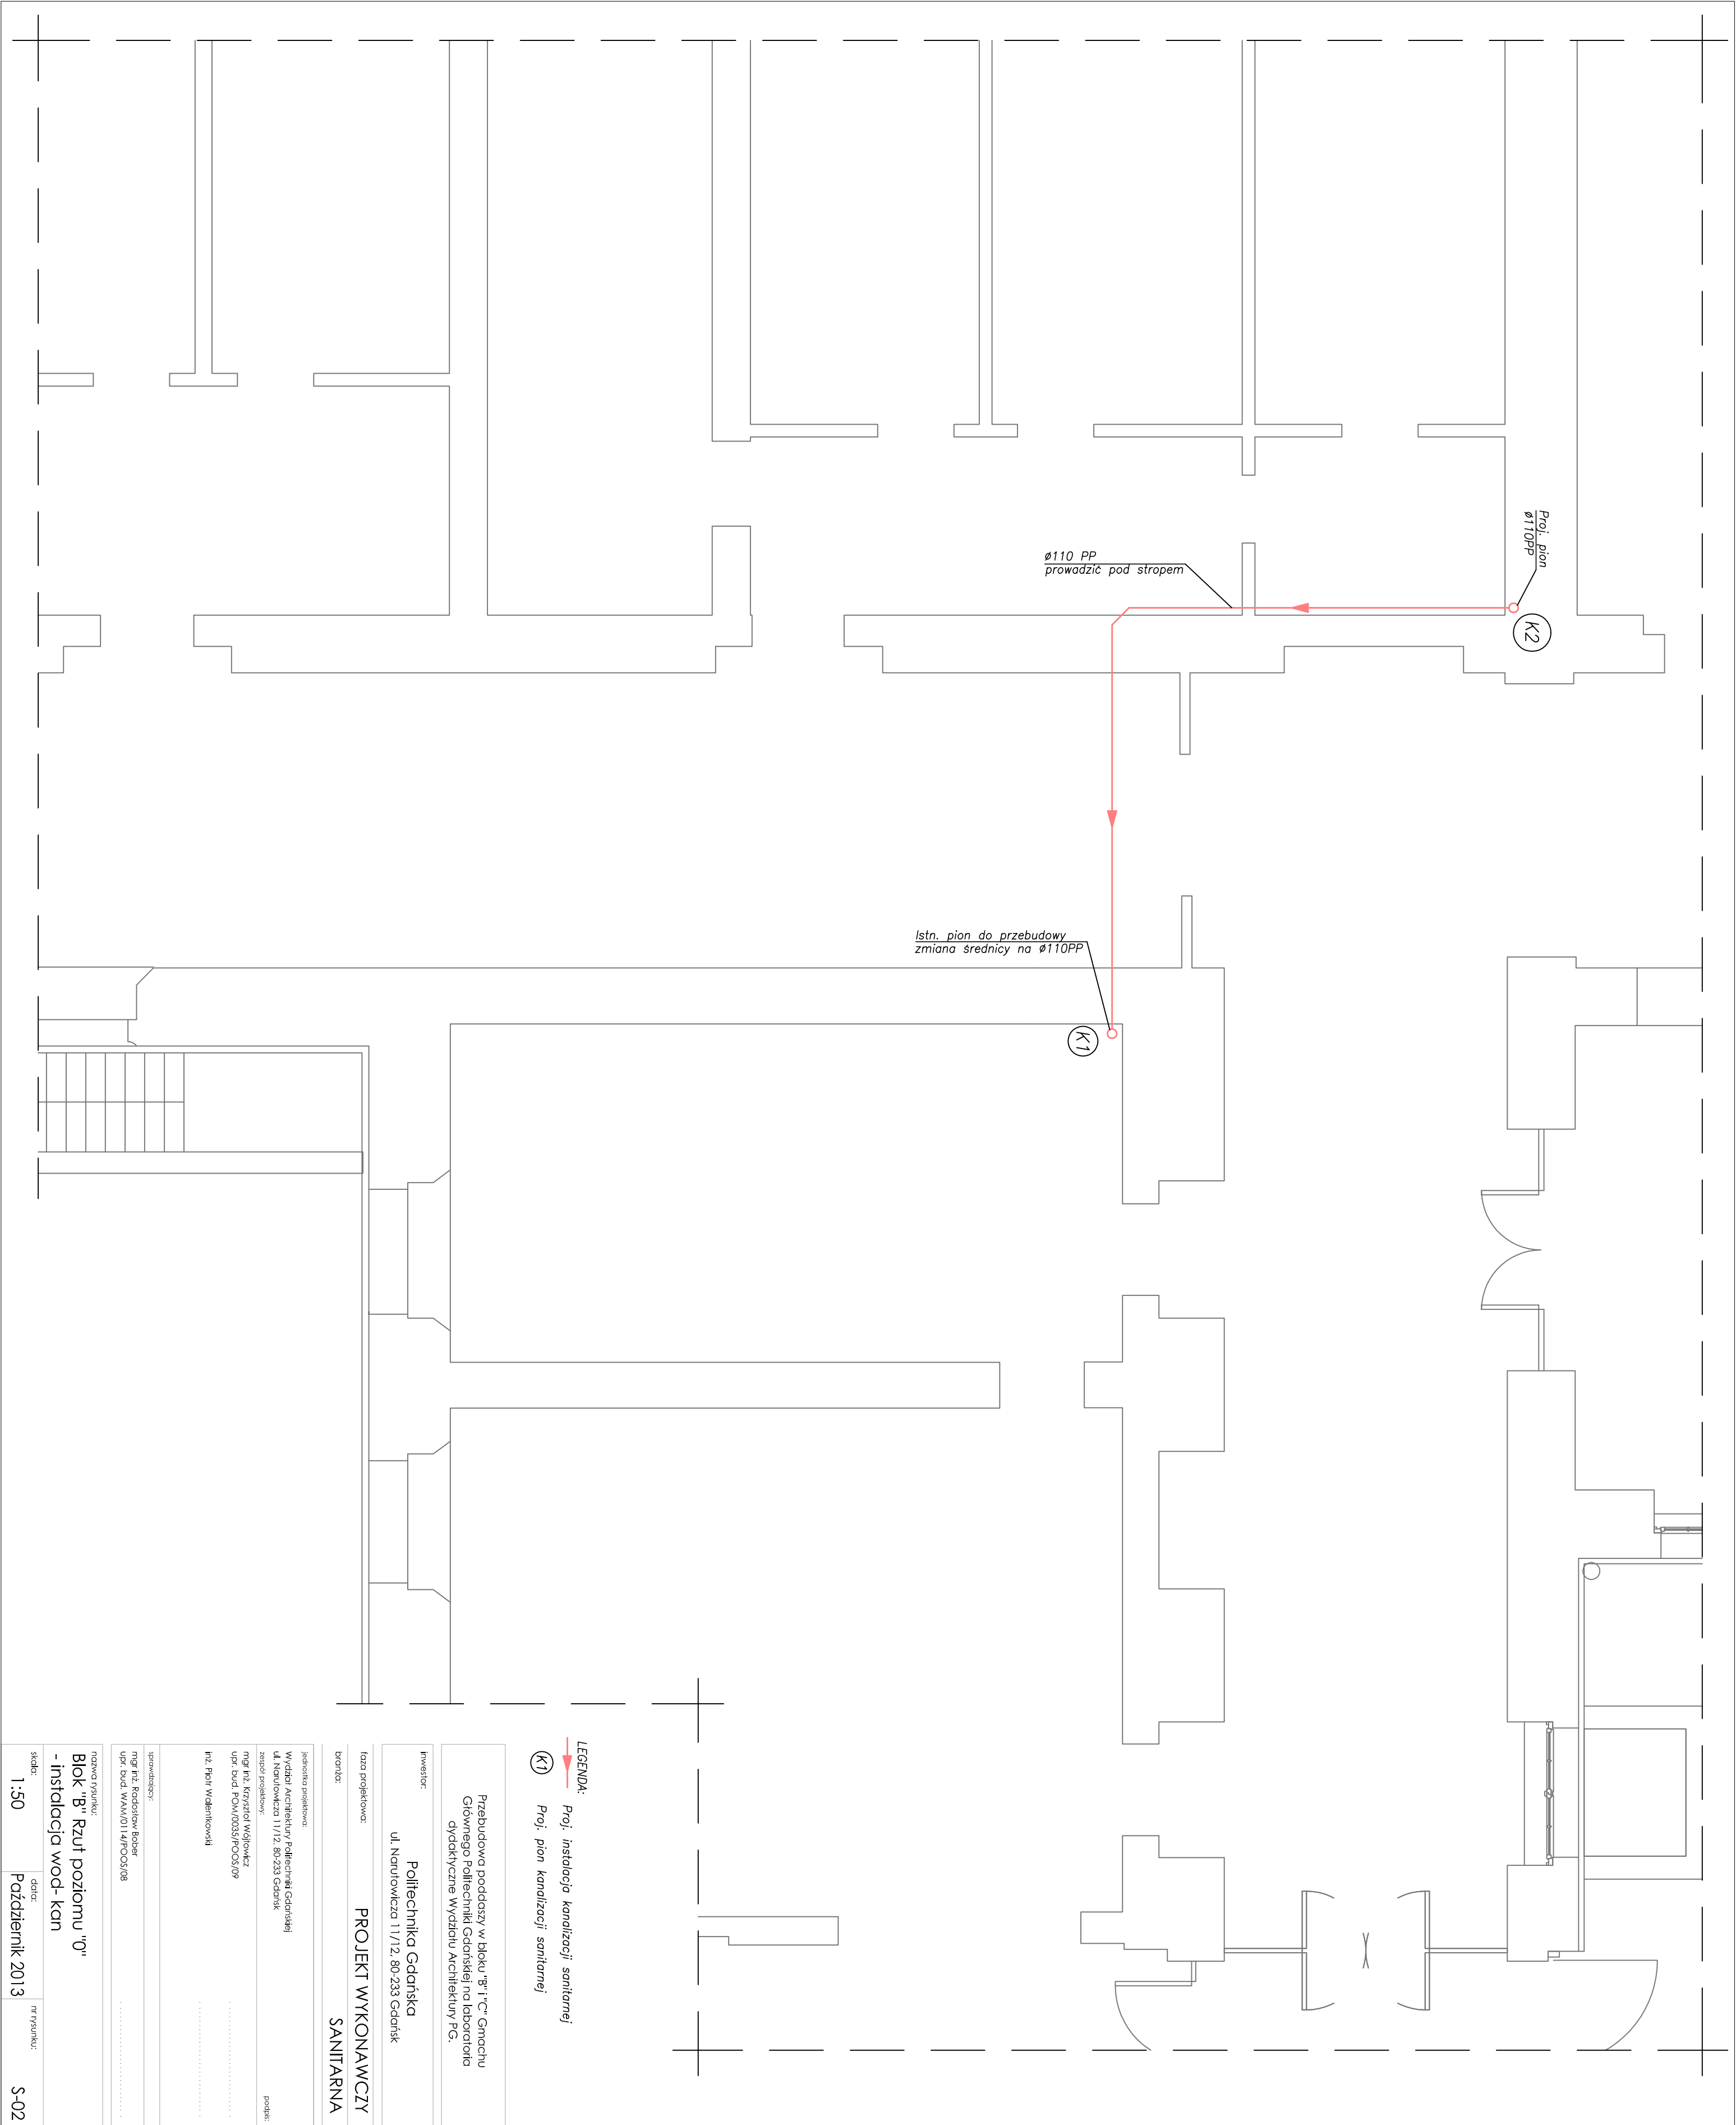 Proj. pion
ø110PP
K2
ø110 PP
prowadzić pod stropem
Istn. pion do przebudowy
zmiana średnicy na ø110PP
K1
LEGENDA:
Proj. instalacja kanalizacji sanitarnej
K1
Proj. pion kanalizacji sanitarnej
Przebudowa poddaszy w bloku "B" i "C" Gmachu
Głównego Politechniki Gdańskiej na laboratoria
dydaktyczne Wydziału Architektury PG.
inwestor:
Politechnika Gdańska
ul. Narutowicza 11/12, 80-233 Gdańsk
faza projektowa:
PROJEKT WYKONAWCZY
branża:
SANITARNA
jednostka projektowa:
Wydział Architektury Politechniki Gdańskiej
ul. Narutowicza 11/12, 80-233 Gdańsk
zespół projektowy:
podpis:
mgr inż. Krzysztof Wójtowicz
upr. bud. POM/0035/POOS/09
inż. Piotr Walentkowski
sprawdzający:
mgr inż. Radosław Bober
upr. bud. WAM/0114/POOS/08
nazwa rysunku:
Blok "B" Rzut poziomu "0"
- instalacja wod- kan
skala:
1:50
data:
Październik 2013
nr rysunku:
S-02